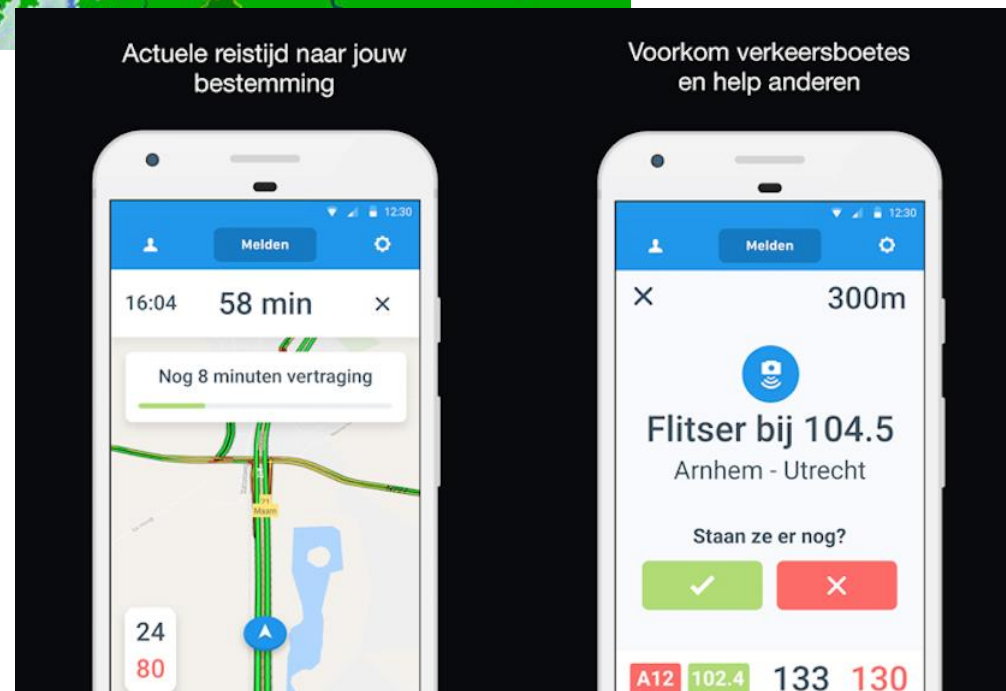 Actuele reistijd naar jouw
bestemming
12:30
Melden
16:04 58 min
Nog 8 minuten vertraging
21
Maarn
24
80
Voorkom verkeersboetes
en help anderen
12:30
Melden
300m
Flitser bij 104.5
Arnhem - Utrecht
Staan ze er nog?
A12 102.4 133 130